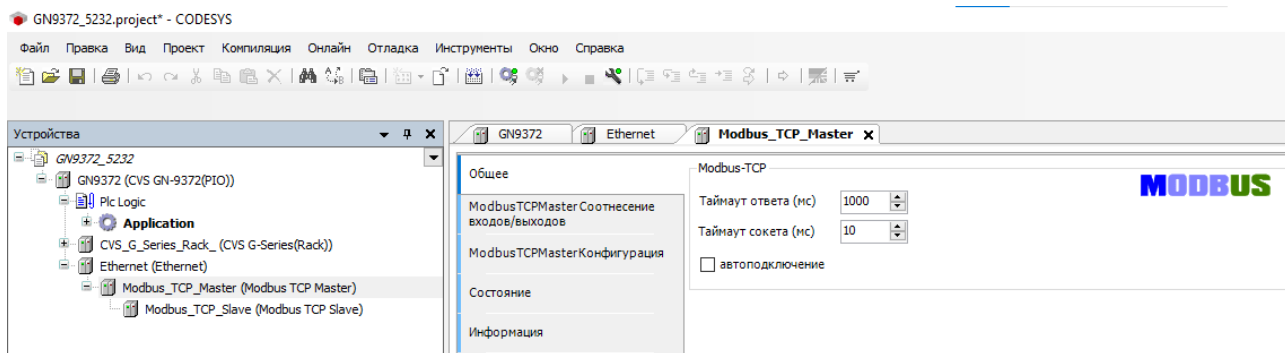 GN9372_5232.project* - CODESYS
Файл Правка Вид Проект Компиляция Онлайн Отладка Инструменты Окно Справка
Устройства
GN9372_5232
GN9372 (CVS GN-9372(PIO))
Plc Logic
Application
CVS_G_Series_Rack_ (CVS G-Series(Rack))
Ethernet (Ethernet)
Modbus_TCP_Master (Modbus TCP Master)
Modbus_TCP_Slave (Modbus TCP Slave)
GN9372 Ethernet Modbus_TCP_Master
Общее
ModbusTCPMaster Соотнесение
входов/выходов
ModbusTCPMasterКонфигурация
Состояние
Информация
Modbus-TCP
MODBUS
Таймаут ответа (мс) 1000
Таймаут сокета (мс) 10
автоподключение